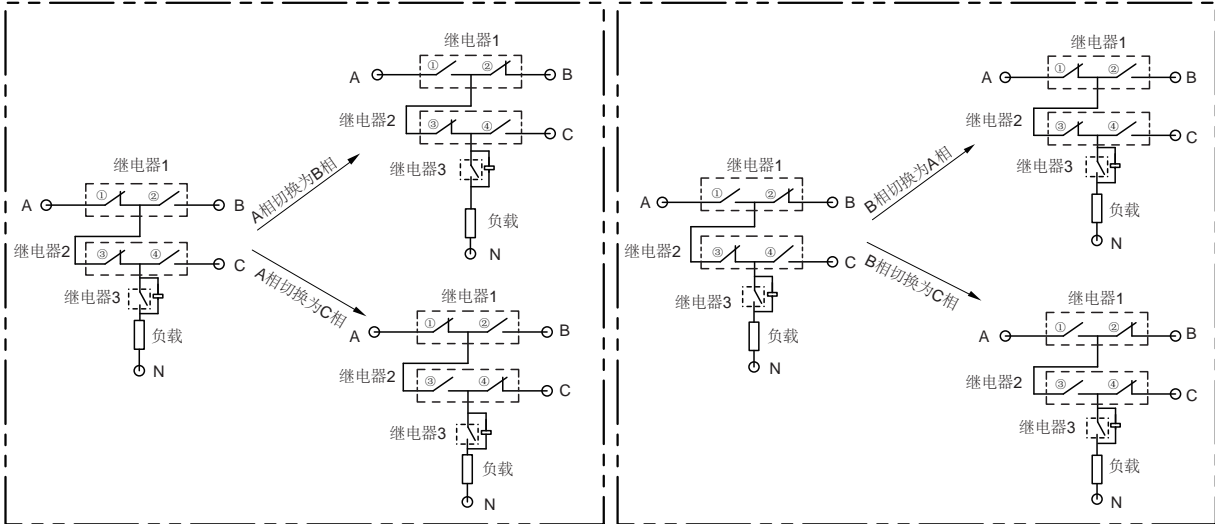 继电器1
A
①
②
B
继电器2
③
④
C
继电器3
负载
N
A相切换为B相
A相切换为C相
继电器1
A
①
②
B
继电器2
③
④
C
继电器3
负载
N
继电器1
A
①
②
B
继电器2
③
④
C
继电器3
负载
N
继电器1
A
①
②
B
继电器2
③
④
C
继电器3
负载
N
B相切换为A相
B相切换为C相
继电器1
A
①
②
B
继电器2
③
④
C
继电器3
负载
N
继电器1
A
①
②
B
继电器2
③
④
C
继电器3
负载
N